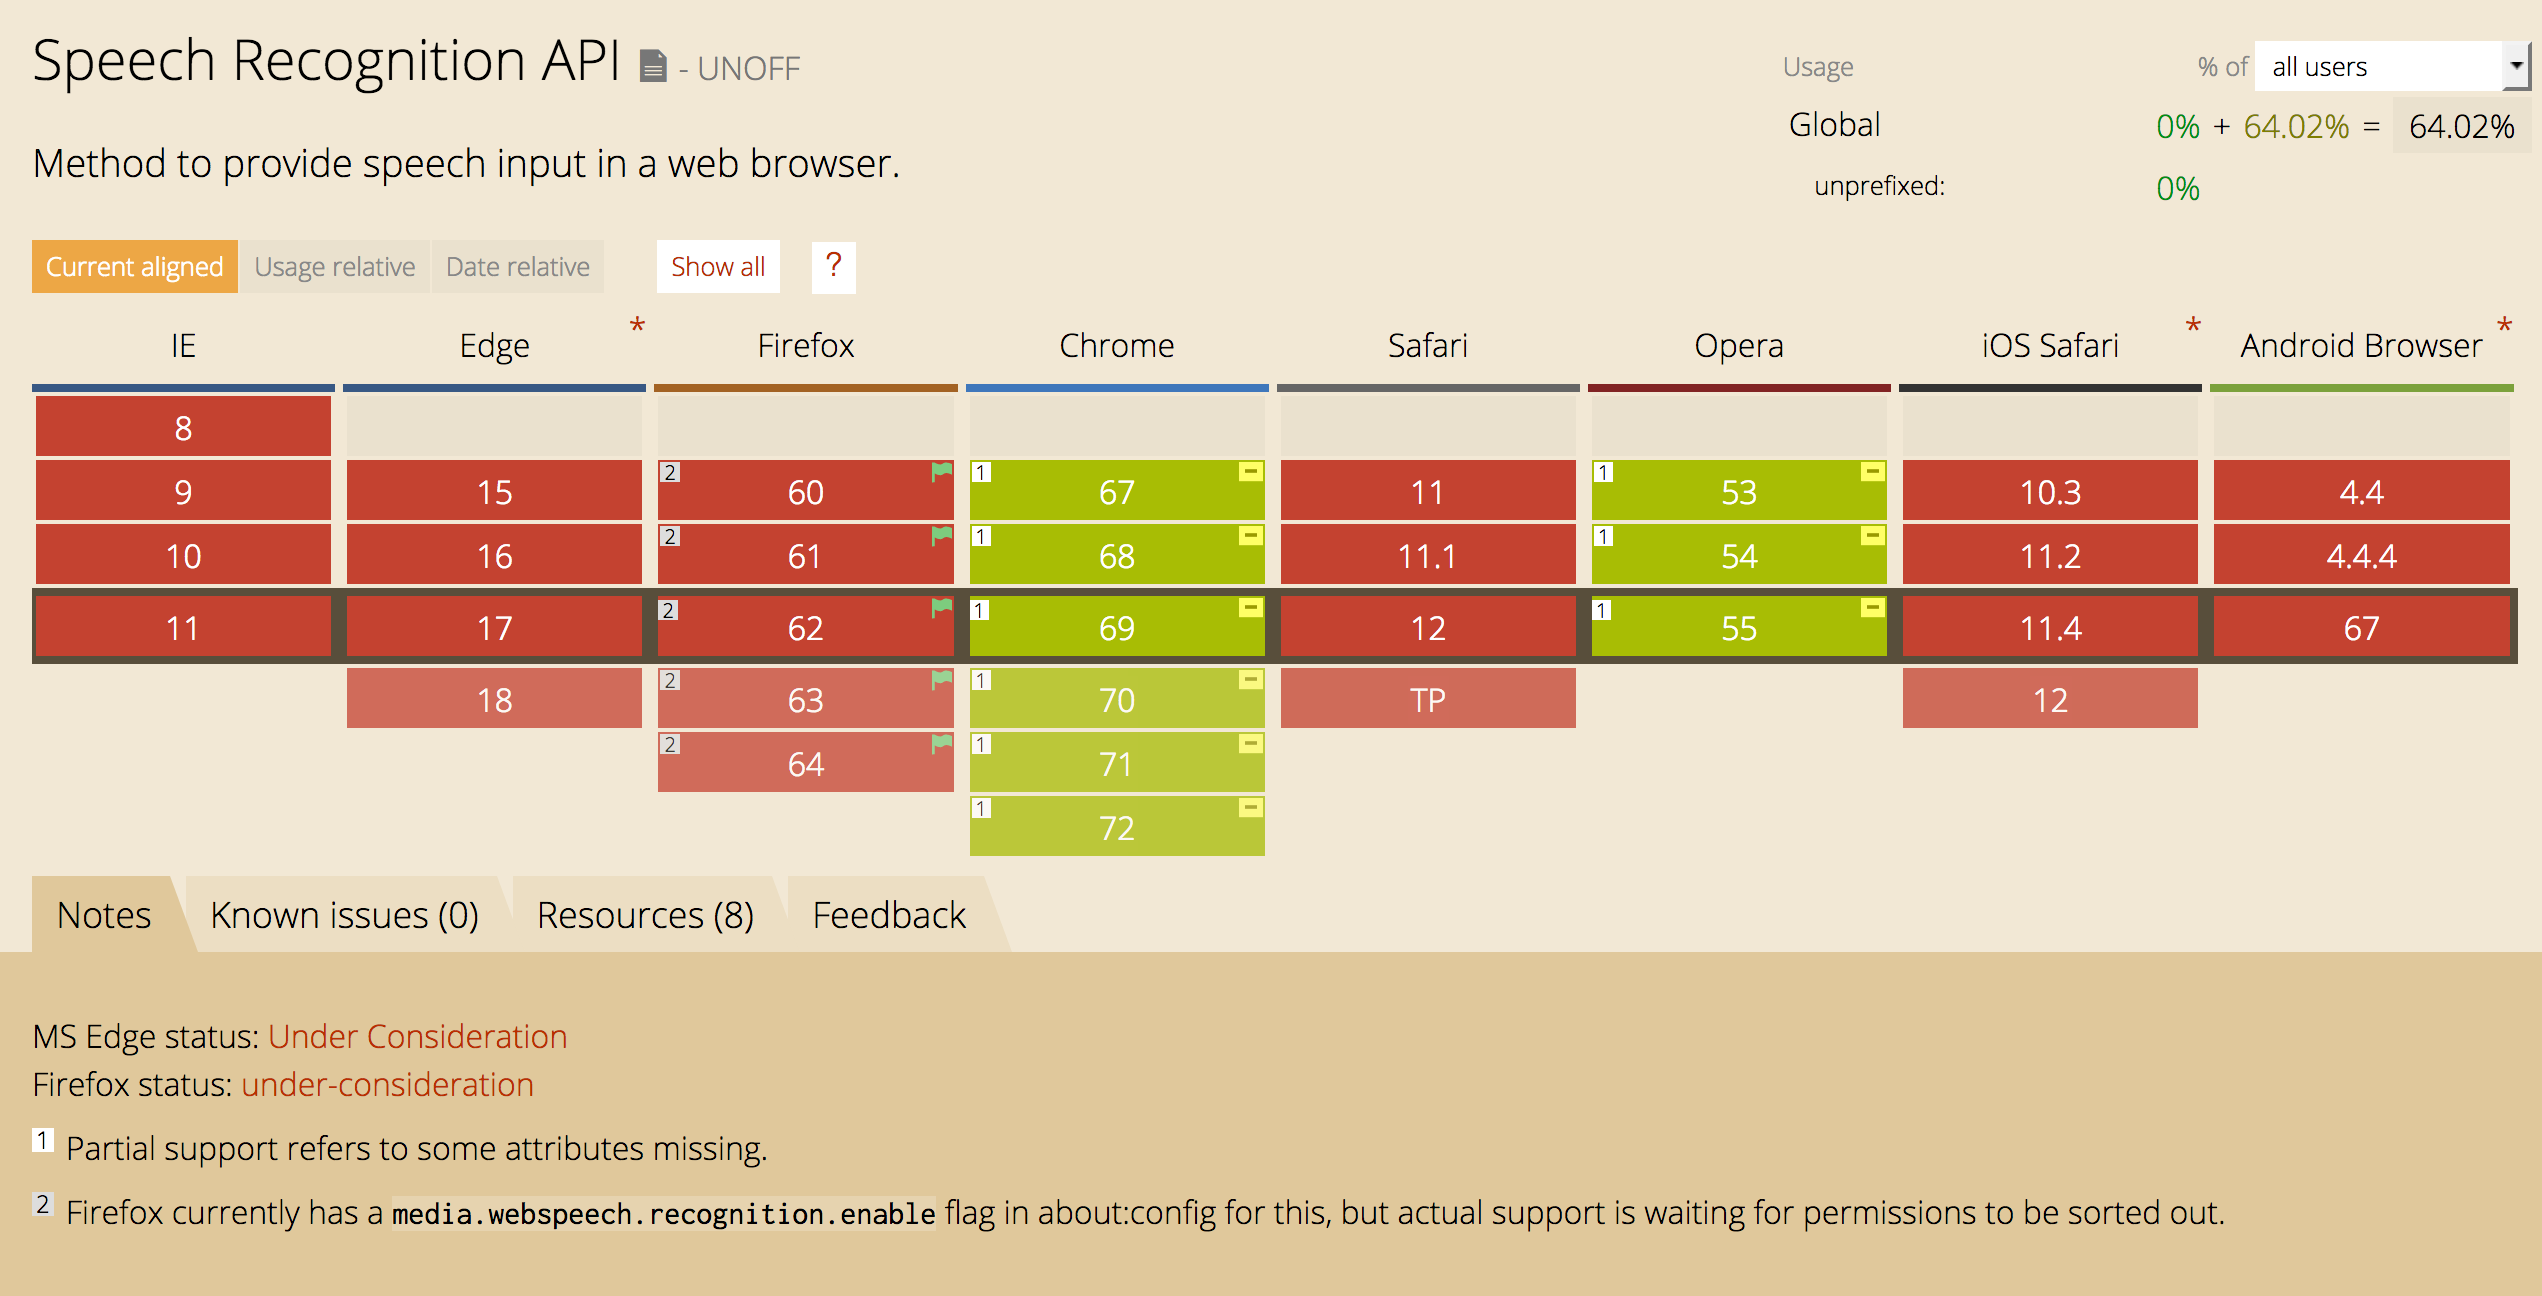 Speech Recognition API - UNOFF
Usage % of all users
Global 0% + 64.02% = 64.02%
Method to provide speech input in a web browser.
unprefixed: 0%
Current aligned Usage relative Date relative Show all ?
IE Edge * Firefox Chrome Safari Opera iOS Safari * Android Browser *
8
9 15 2 60 1 67 11 1 53 10.3 4.4
10 16 2 61 1 68 11.1 1 54 11.2 4.4.4
11 17 2 62 1 69 12 1 55 11.4 67
18 2 63 1 70 TP 12
2 64 1 71
1 72
Notes Known issues (0) Resources (8) Feedback
MS Edge status: Under Consideration
Firefox status: under-consideration
1 Partial support refers to some attributes missing.
2 Firefox currently has a media.webspeech.recognition.enable flag in about:config for this, but actual support is waiting for permissions to be sorted out.